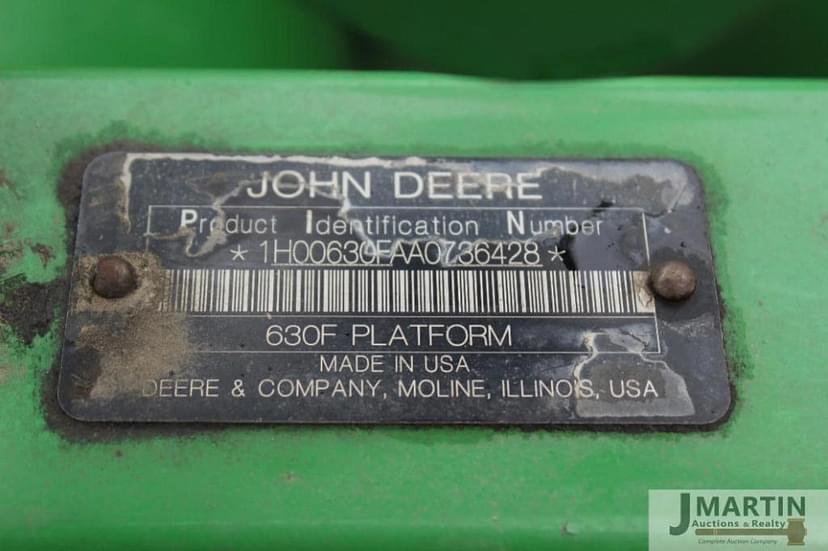 JOHN DEERE
Product Identification Number
* 1H00630FAA0736428 *
630F PLATFORM
MADE IN USA
DEERE & COMPANY, MOLINE, ILLINOIS, USA
J MARTIN
Auctions & Realty
Complete Auction Company